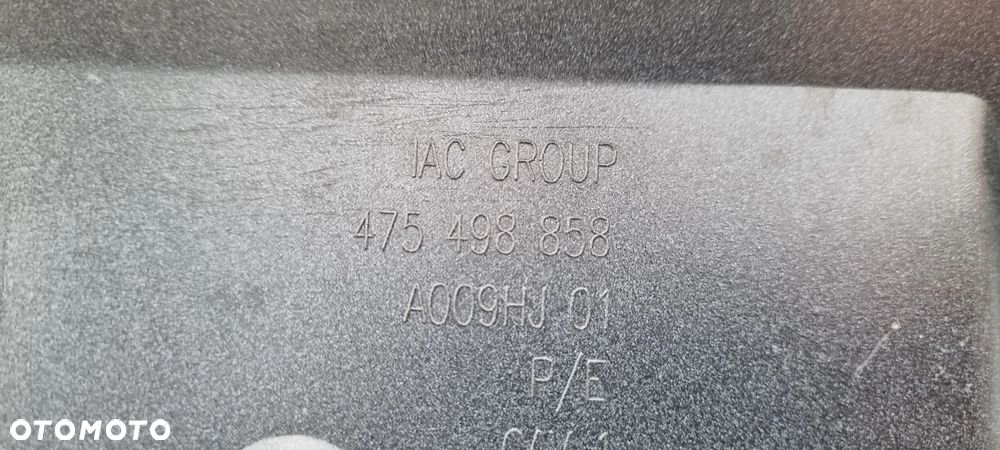 IAC GROUP
475 498 858
A009HJ 01
P/E
OTOMOTO